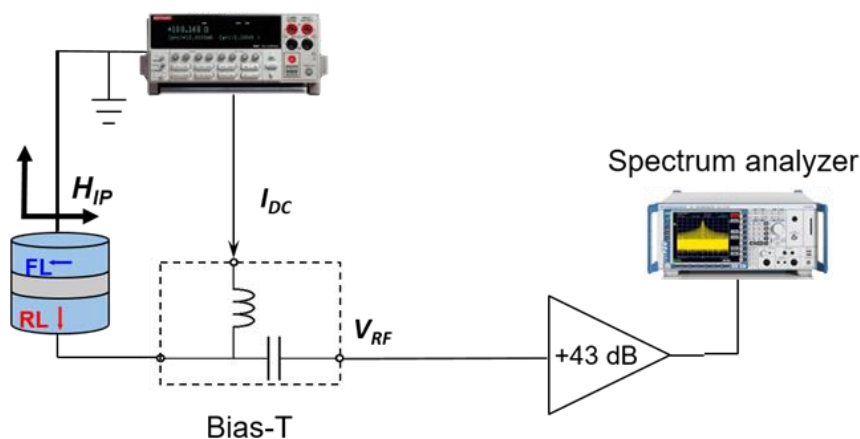 Spectrum analyzer
H_IP
I_DC
FL
RL
V_RF
+43 dB
Bias-T